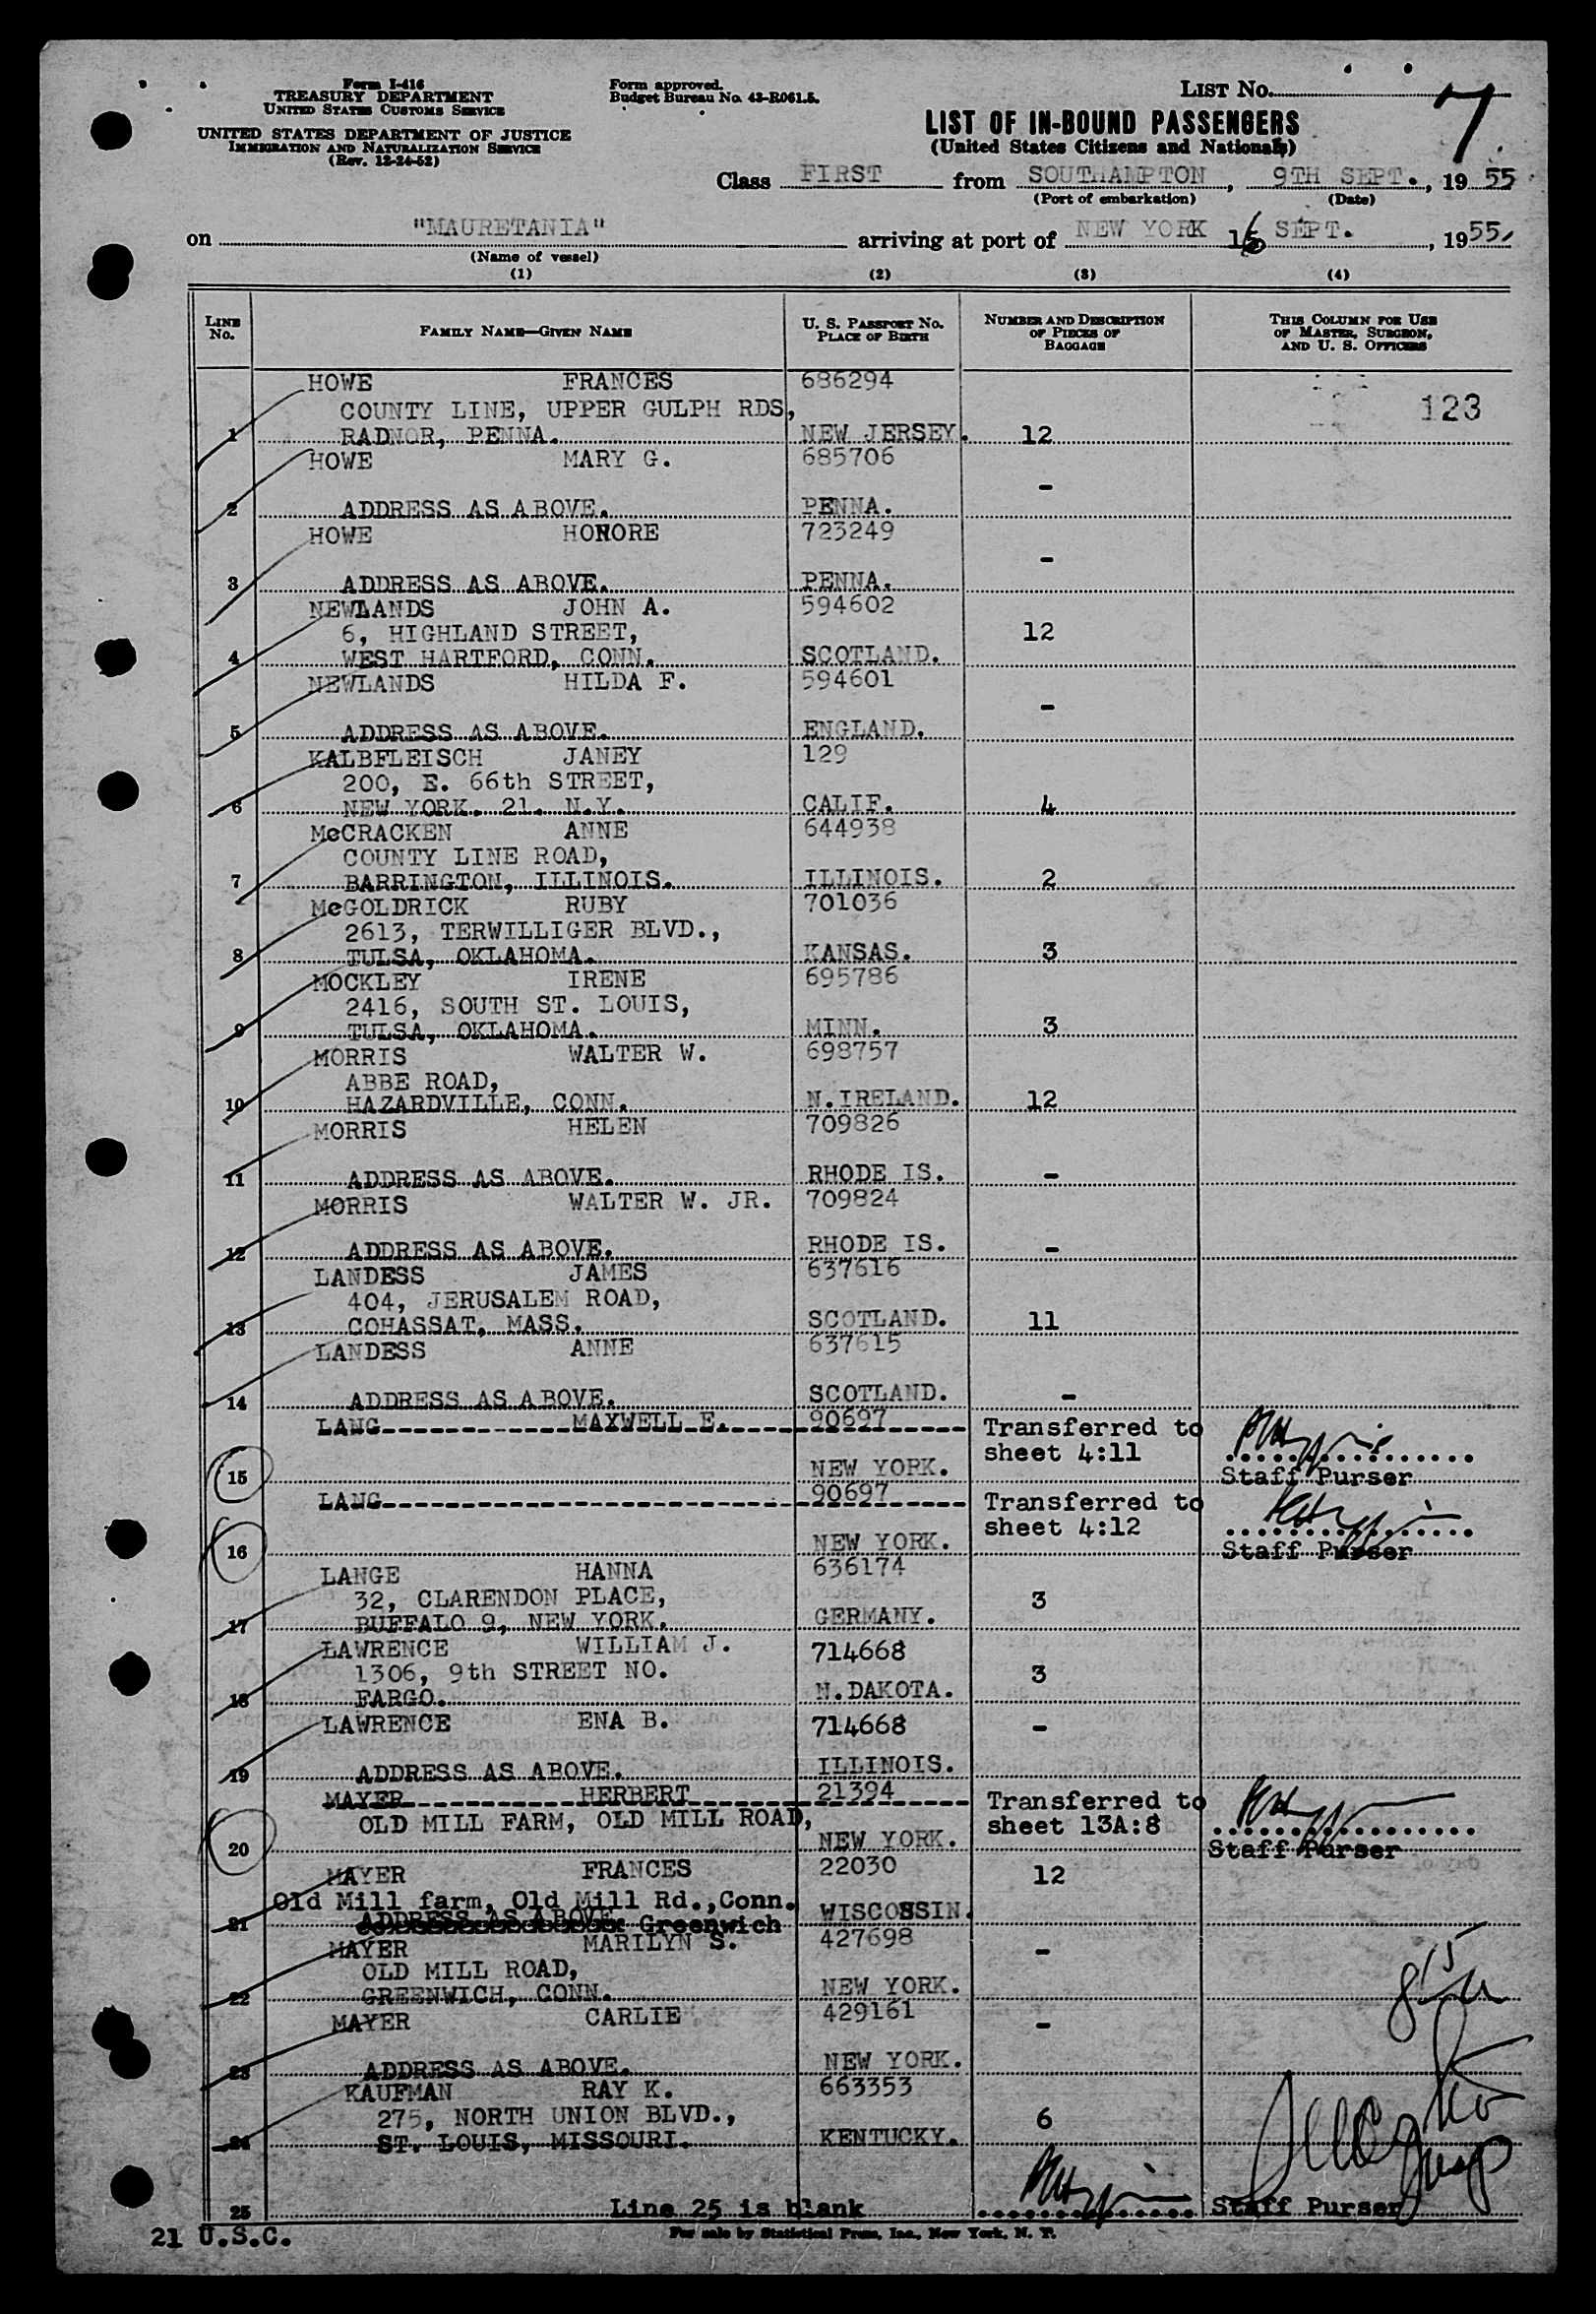 Form I-416
TREASURY DEPARTMENT
UNITED STATES CUSTOMS SERVICE
UNITED STATES DEPARTMENT OF JUSTICE
IMMIGRATION AND NATURALIZATION SERVICE
(Rev. 12-24-52)
Form approved.
Budget Bureau No. 43-R061.5.
LIST No. 7
LIST OF IN-BOUND PASSENGERS
(United States Citizens and Nationals)
Class FIRST from SOUTHAMPTON, 9TH SEPT., 1955
(Port of embarkation) (Date)
on "MAURETANIA" arriving at port of NEW YORK 16 SEPT., 1955.
(Name of vessel)
(1) (2) (3) (4)
LINE No. FAMILY NAME—GIVEN NAME U. S. PASSPORT No. PLACE OF BIRTH NUMBER AND DESCRIPTION OF PIECES OF BAGGAGE THIS COLUMN FOR USE OF MASTER, SURGEON, AND U. S. OFFICERS
HOWE FRANCES 686294
COUNTY LINE, UPPER GULPH RDS, 123
1 RADNOR, PENNA. NEW JERSEY. 12
HOWE MARY G. 685706
-
2 ADDRESS AS ABOVE. PENNA.
HOWE HONORE 723249
-
3 ADDRESS AS ABOVE. PENNA.
NEWLANDS JOHN A. 594602
6, HIGHLAND STREET, 12
4 WEST HARTFORD, CONN. SCOTLAND.
NEWLANDS HILDA F. 594601
-
5 ADDRESS AS ABOVE. ENGLAND.
KALBFLEISCH JANEY 129
200, E. 66th STREET,
6 NEW YORK. 21. N.Y. CALIF. 4
McCRACKEN ANNE 644938
COUNTY LINE ROAD,
7 BARRINGTON, ILLINOIS. ILLINOIS. 2
McGOLDRICK RUBY 701036
2613, TERWILLIGER BLVD.,
8 TULSA, OKLAHOMA. KANSAS. 3
MOCKLEY IRENE 695786
2416, SOUTH ST. LOUIS,
9 TULSA, OKLAHOMA. MINN. 3
MORRIS WALTER W. 698757
ABBE ROAD,
10 HAZARDVILLE, CONN. N.IRELAND. 12
MORRIS HELEN 709826
11 ADDRESS AS ABOVE. RHODE IS. -
MORRIS WALTER W. JR. 709824
12 ADDRESS AS ABOVE. RHODE IS. -
LANDESS JAMES 637616
404, JERUSALEM ROAD,
13 COHASSAT, MASS. SCOTLAND. 11
LANDESS ANNE 637615
14 ADDRESS AS ABOVE. SCOTLAND. -
LANG------------MAXWELL E.-----90697----- Transferred to
sheet 4:11
15 NEW YORK. Staff Purser
LANG---------------------------90697----- Transferred to
sheet 4:12
16 NEW YORK. Staff Purser
LANGE HANNA 636174
32, CLARENDON PLACE, 3
17 BUFFALO 9, NEW YORK. GERMANY.
LAWRENCE WILLIAM J. 714668
1306, 9th STREET NO. 3
18 FARGO. N.DAKOTA.
LAWRENCE ENA B. 714668 -
19 ADDRESS AS ABOVE. ILLINOIS.
MAYER-----------HERBERT--------21394----- Transferred to
OLD MILL FARM, OLD MILL ROAD, sheet 13A:8
20 NEW YORK. Staff Purser
MAYER FRANCES 22030 12
Old Mill farm, Old Mill Rd.,Conn. WISCONSIN.
21 ADDRESS AS ABOVE Greenwich
MAYER MARILYN S. 427698 -
OLD MILL ROAD,
22 GREENWICH, CONN. NEW YORK.
MAYER CARLIE 429161 -
23 ADDRESS AS ABOVE. NEW YORK.
KAUFMAN RAY K. 663353
275, NORTH UNION BLVD., 6
24 ST. LOUIS, MISSOURI. KENTUCKY.
25 Line 25 is blank Staff Purser
21 U.S.C.
For sale by Statistical Press, Inc., New York, N. Y.